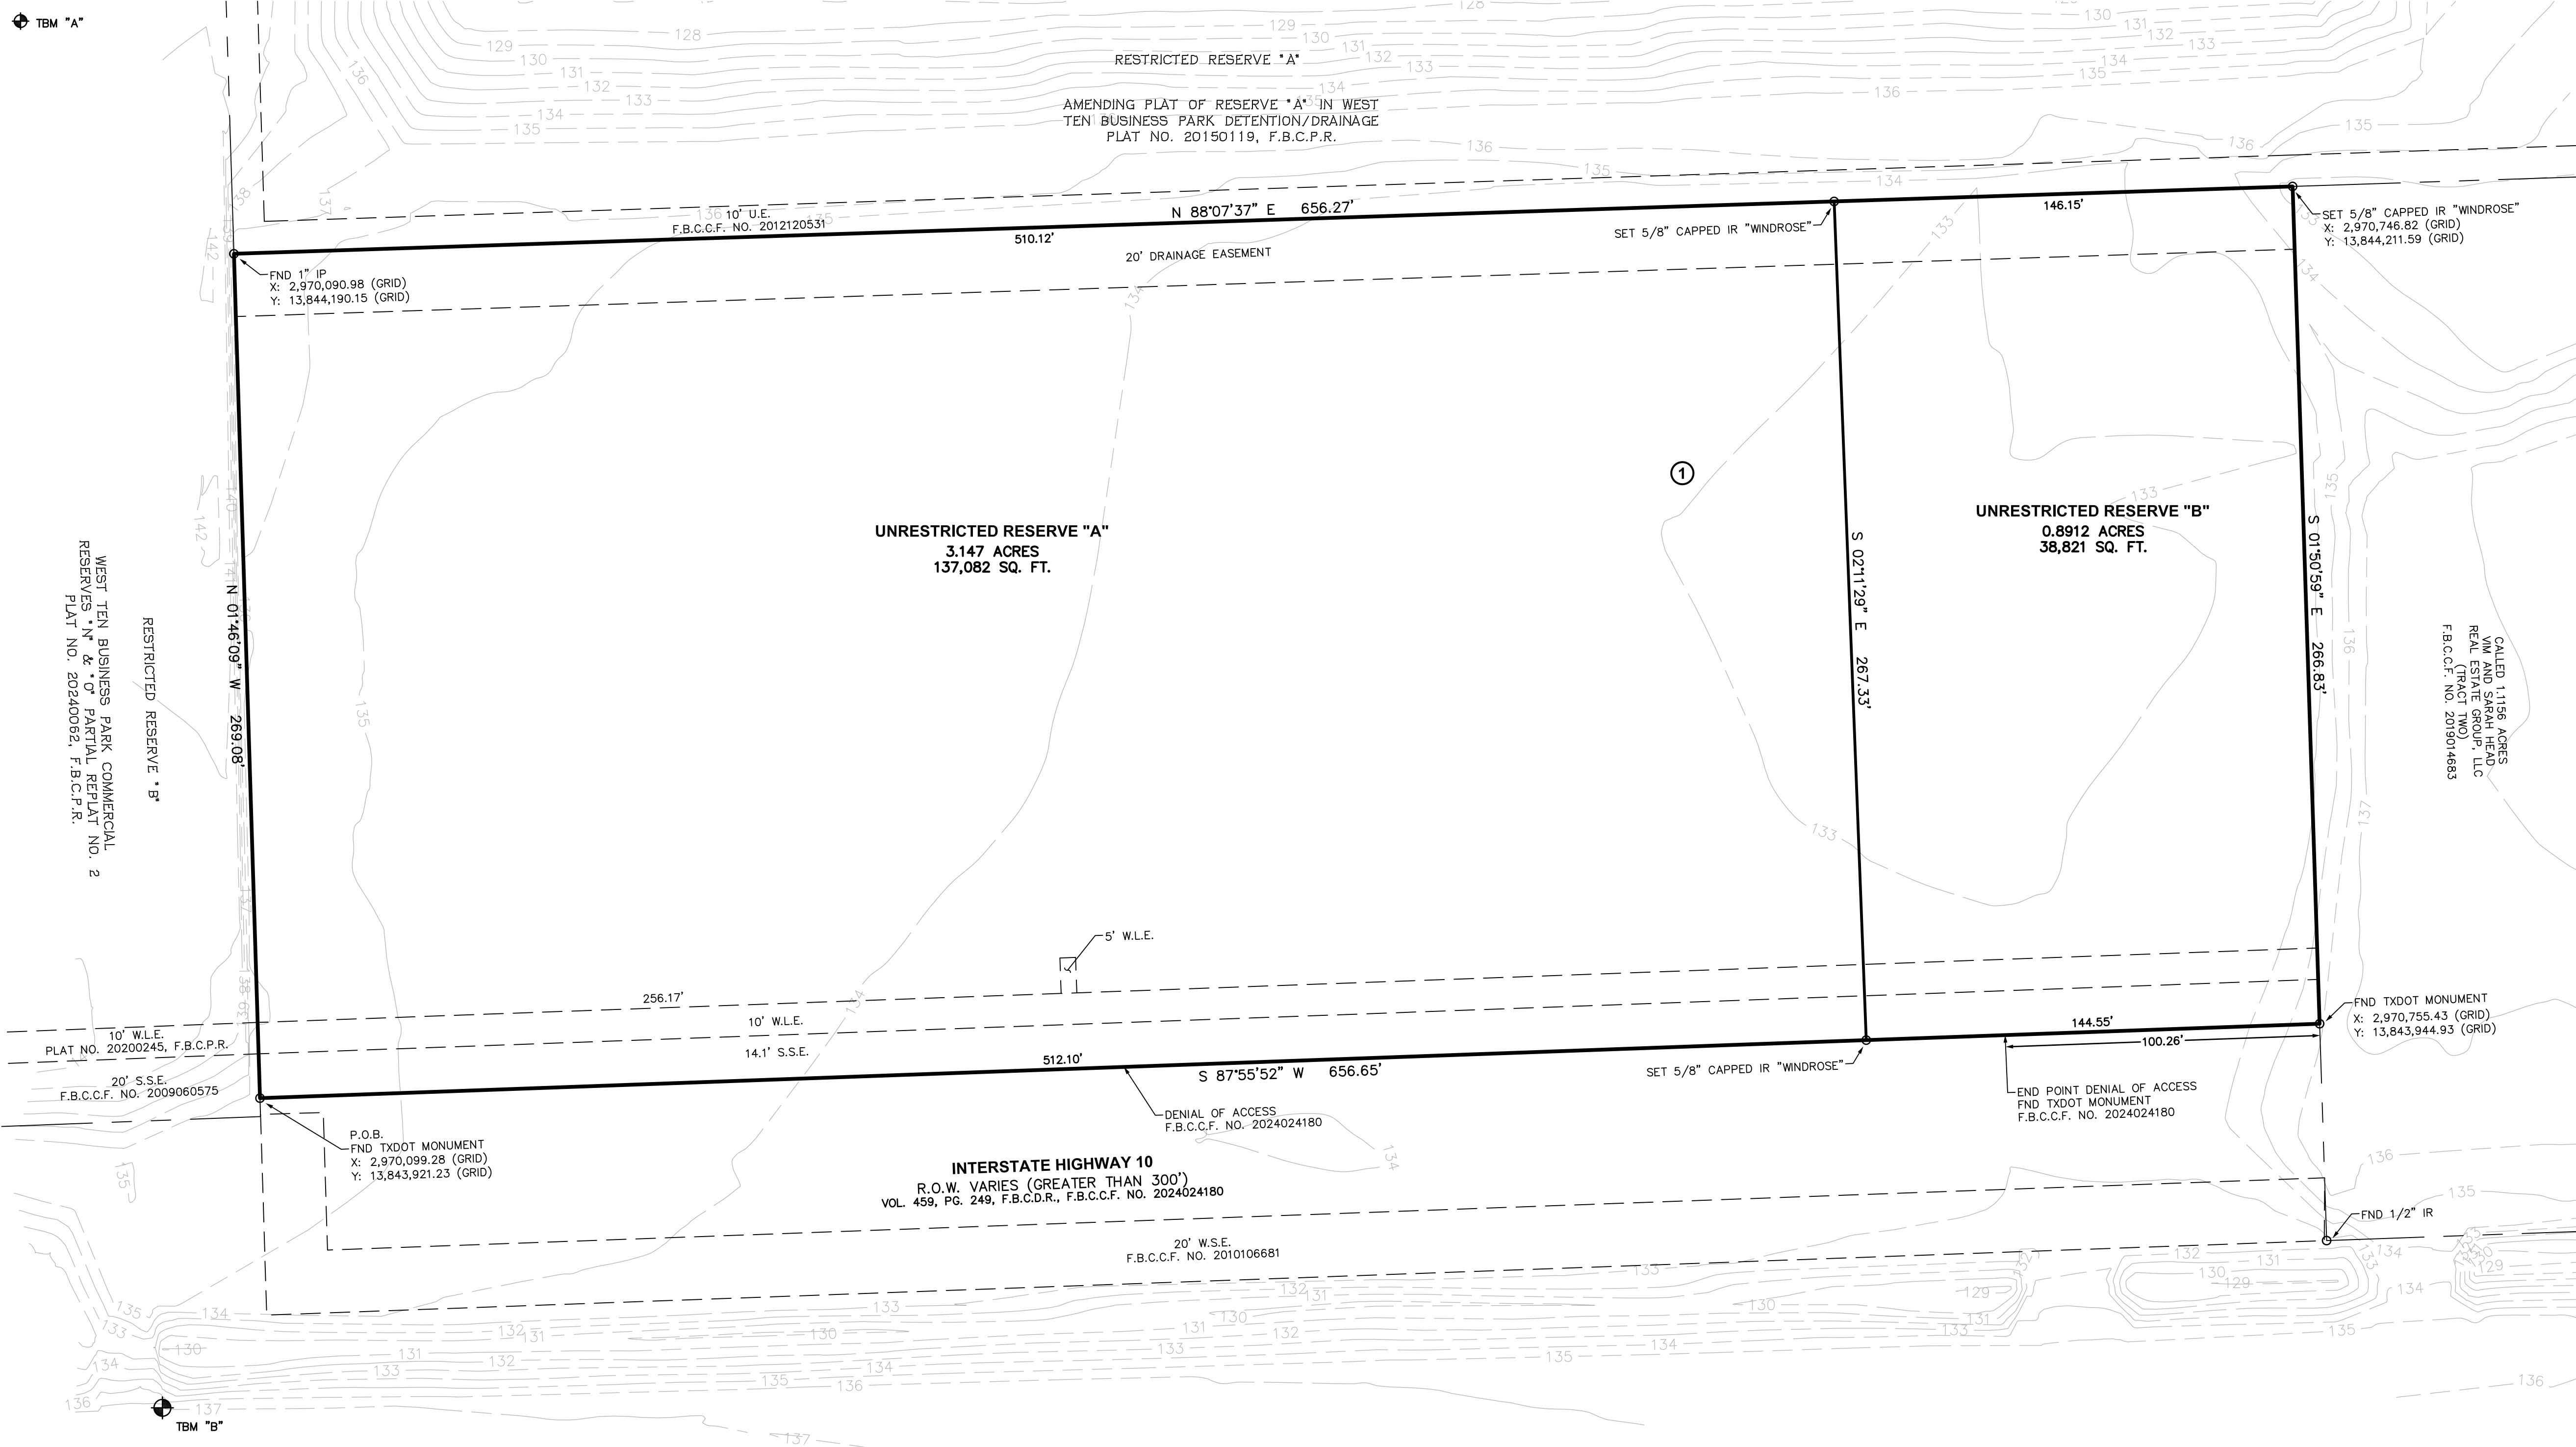 TBM "A"
RESTRICTED RESERVE "A"
AMENDING PLAT OF RESERVE "A" IN WEST
TEN BUSINESS PARK DETENTION/DRAINAGE
PLAT NO. 20150119, F.B.C.P.R.
10' U.E.
F.B.C.C.F. NO. 2012120531
N 88°07'37" E 656.27'
510.12'
146.15'
20' DRAINAGE EASEMENT
SET 5/8" CAPPED IR "WINDROSE"
SET 5/8" CAPPED IR "WINDROSE"
X: 2,970,746.82 (GRID)
Y: 13,844,211.59 (GRID)
FND 1" IP
X: 2,970,090.98 (GRID)
Y: 13,844,190.15 (GRID)
1
UNRESTRICTED RESERVE "A"
3.147 ACRES
137,082 SQ. FT.
UNRESTRICTED RESERVE "B"
0.8912 ACRES
38,821 SQ. FT.
WEST TEN BUSINESS PARK COMMERCIAL
RESERVES "N" & "O" PARTIAL REPLAT NO. 2
PLAT NO. 20240062, F.B.C.P.R.
RESTRICTED RESERVE "B"
N 01°46'09" W 269.08'
S 02°11'29" E 267.33'
S 01°50'59" E 266.83'
CALLED 1.1156 ACRES
VIM AND SARAH HEAD
REAL ESTATE GROUP, LLC
(TRACT TWO)
F.B.C.C.F. NO. 2019014683
5' W.L.E.
256.17'
10' W.L.E.
14.1' S.S.E.
10' W.L.E.
PLAT NO. 20200245, F.B.C.P.R.
20' S.S.E.
F.B.C.C.F. NO. 2009060575
512.10'
S 87°55'52" W 656.65'
144.55'
100.26'
SET 5/8" CAPPED IR "WINDROSE"
FND TXDOT MONUMENT
X: 2,970,755.43 (GRID)
Y: 13,843,944.93 (GRID)
END POINT DENIAL OF ACCESS
FND TXDOT MONUMENT
F.B.C.C.F. NO. 2024024180
DENIAL OF ACCESS
F.B.C.C.F. NO. 2024024180
P.O.B.
FND TXDOT MONUMENT
X: 2,970,099.28 (GRID)
Y: 13,843,921.23 (GRID)
INTERSTATE HIGHWAY 10
R.O.W. VARIES (GREATER THAN 300')
VOL. 459, PG. 249, F.B.C.D.R., F.B.C.C.F. NO. 2024024180
20' W.S.E.
F.B.C.C.F. NO. 2010106681
FND 1/2" IR
TBM "B"